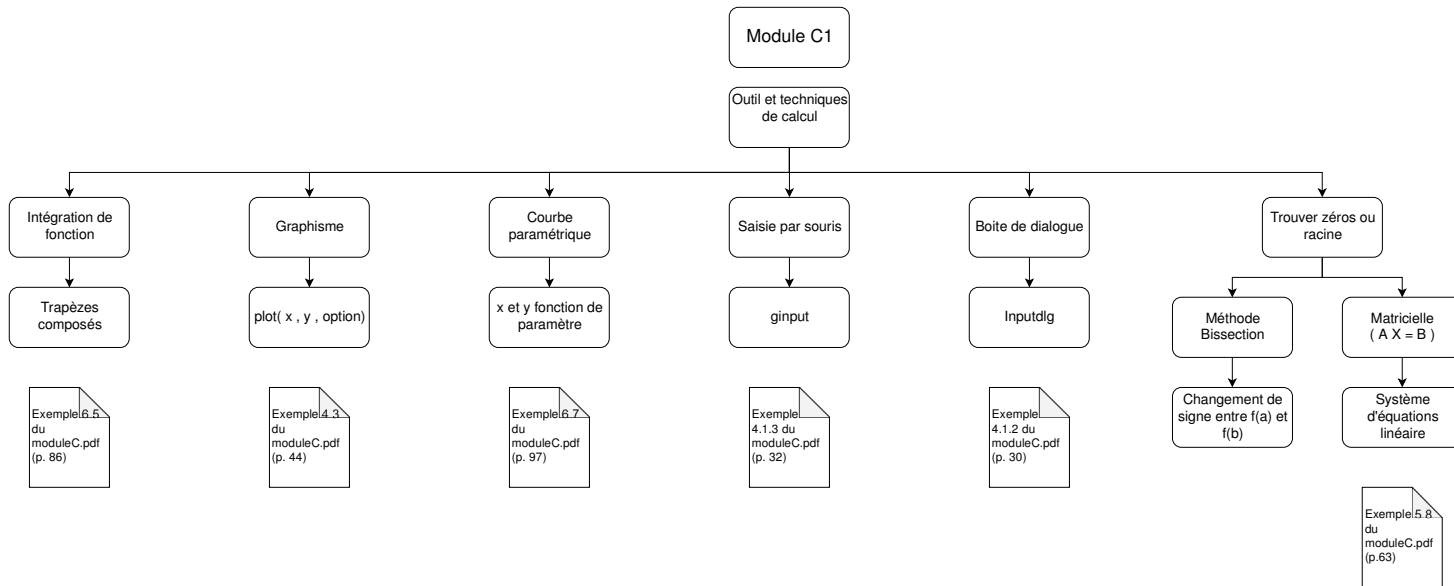 Module C1
Outil et techniques
de calcul
Intégration de
fonction
Graphisme
Courbe
paramétrique
Saisie par souris
Boite de dialogue
Trouver zéros ou
racine
Trapèzes
composés
plot( x , y , option)
x et y fonction de
paramètre
ginput
Inputdlg
Méthode
Bissection
Matricielle
( A X = B )
Exemple 6.5
du
moduleC.pdf
(p. 86)
Exemple 4.3
du
moduleC.pdf
(p. 44)
Exemple 6.7
du
moduleC.pdf
(p. 97)
Exemple
4.1.3 du
moduleC.pdf
(p. 32)
Exemple
4.1.2 du
moduleC.pdf
(p. 30)
Changement de
signe entre f(a) et
f(b)
Système
d'équations
linéaire
Exemple 5.8
du
moduleC.pdf
(p.63)